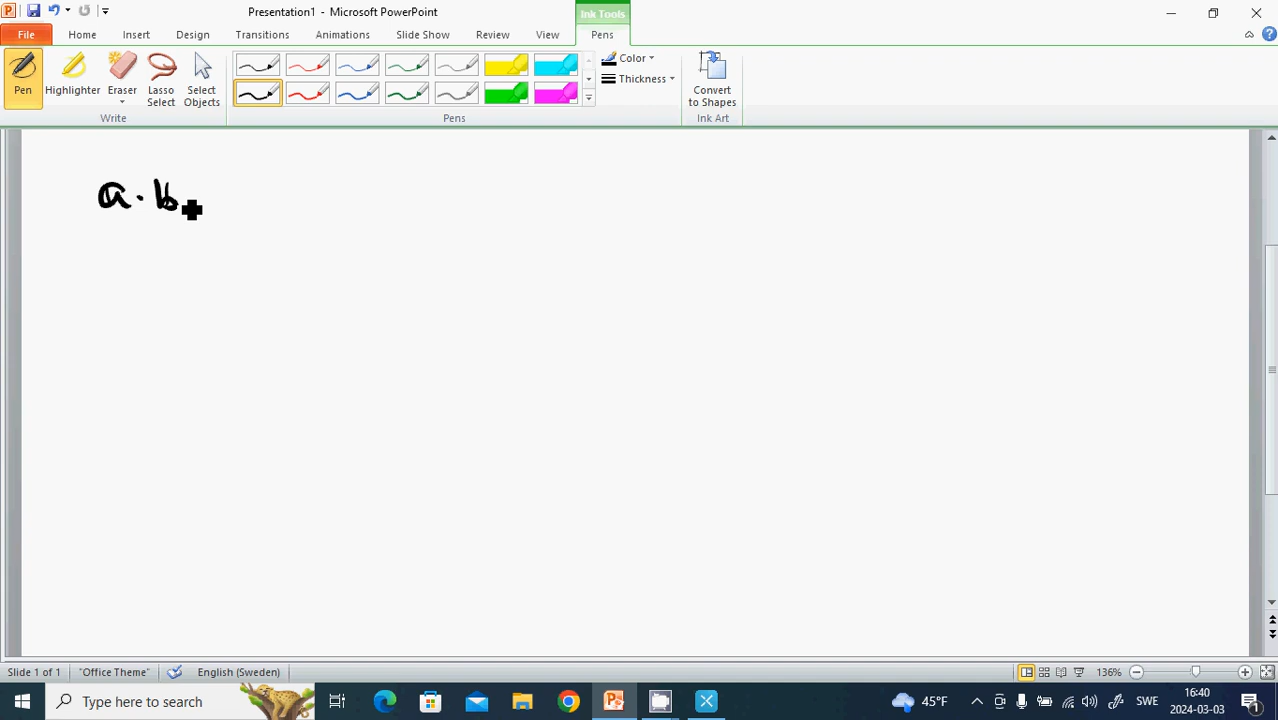 Presentation1 - Microsoft PowerPoint
Ink Tools
File Home Insert Design Transitions Animations Slide Show Review View Pens
Pen Highlighter Eraser Lasso Select Select Objects
Color
Thickness
Convert to Shapes
Write Pens Ink Art
a · b
Slide 1 of 1 "Office Theme" English (Sweden) 136%
Type here to search
45°F SWE 16:40
2024-03-03 1